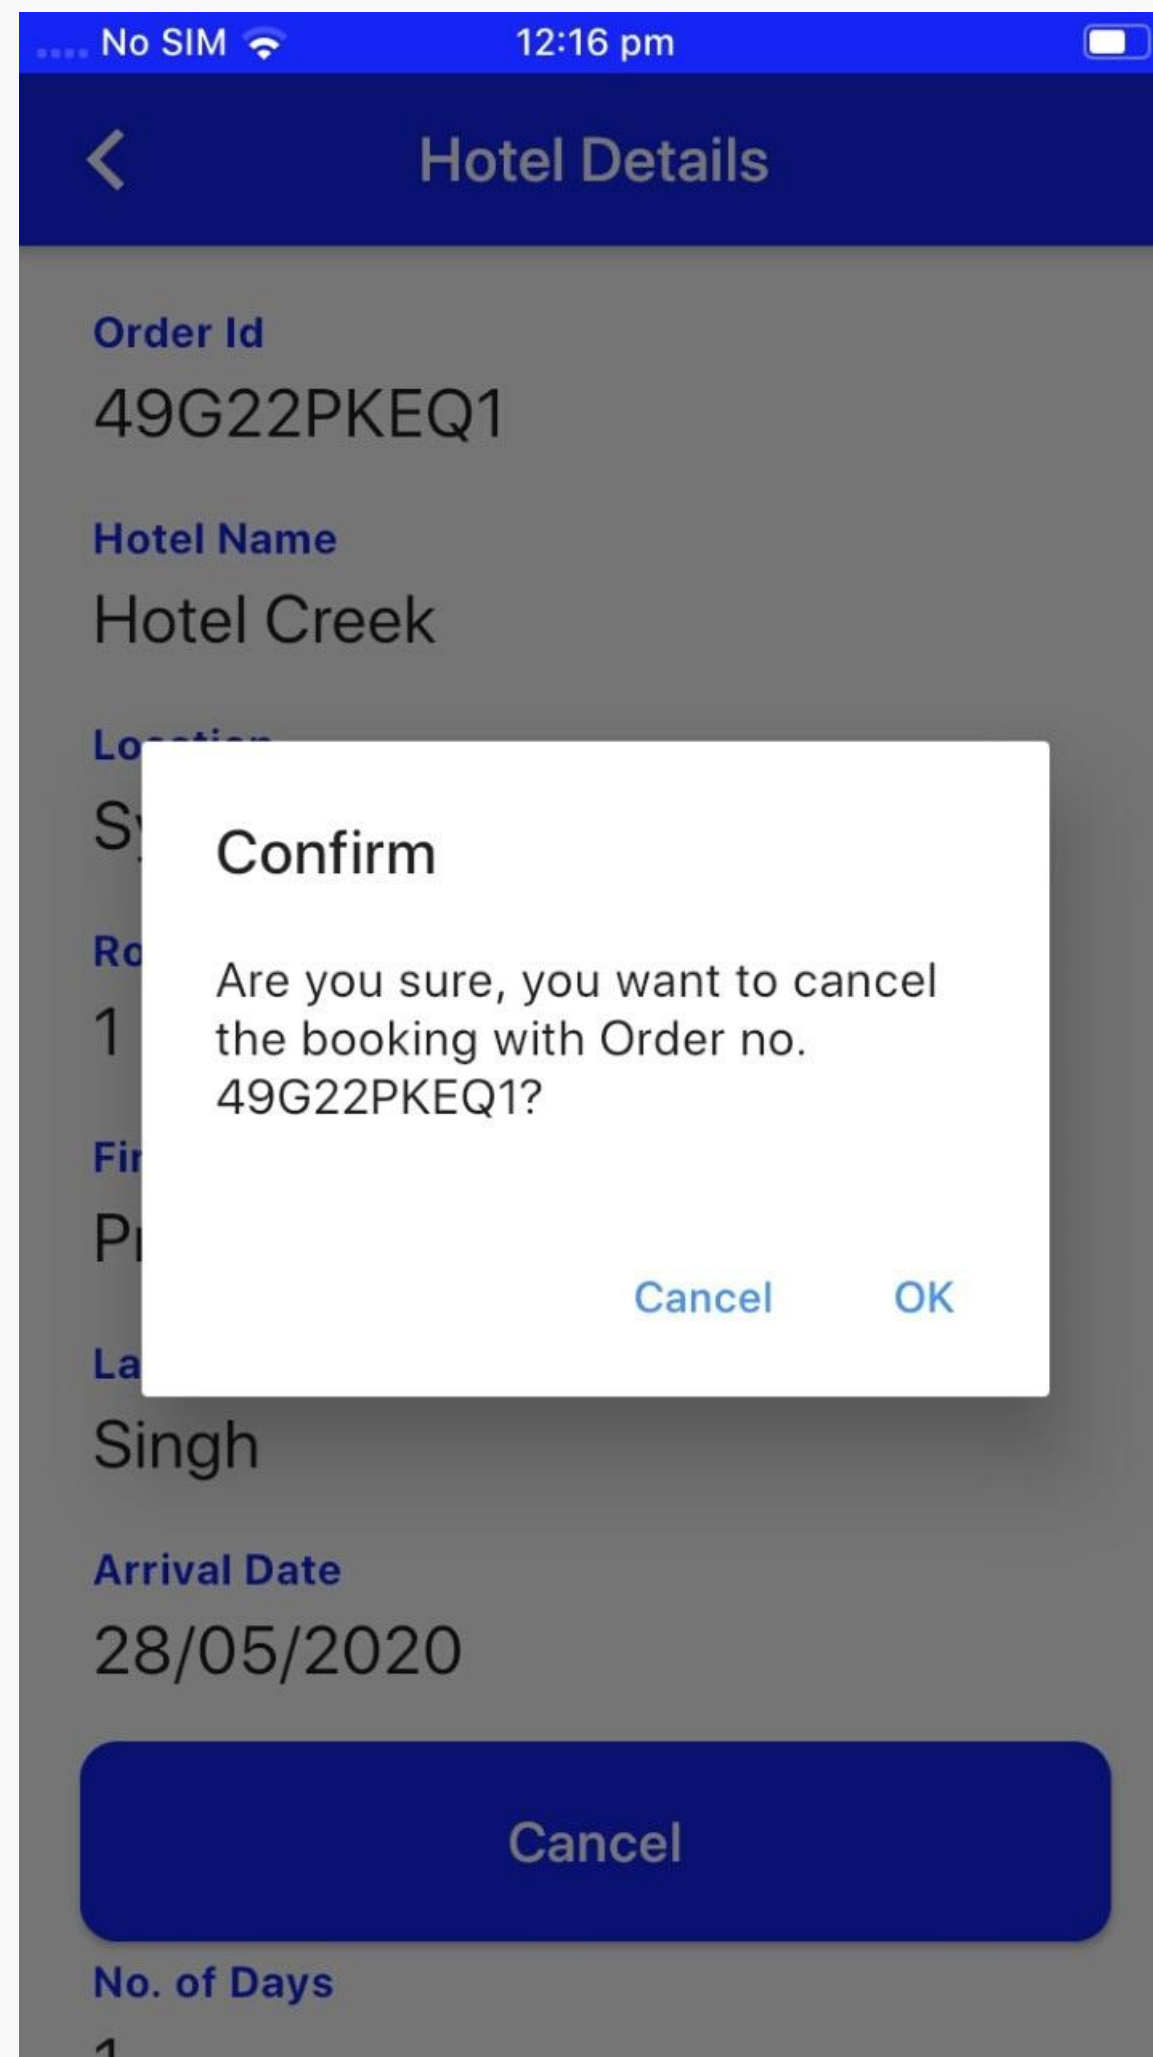 No SIM 12:16 pm
Hotel Details
Order Id
49G22PKEQ1
Hotel Name
Hotel Creek
Confirm
Are you sure, you want to cancel
the booking with Order no.
49G22PKEQ1?
Cancel OK
1
Singh
Arrival Date
28/05/2020
Cancel
No. of Days
1